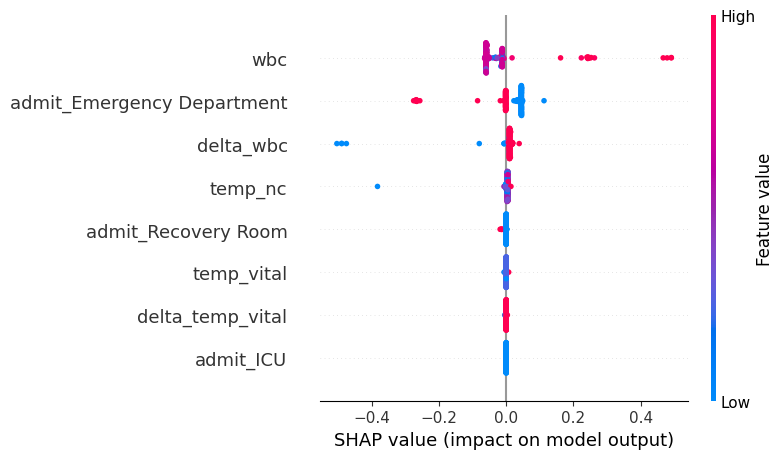 High
wbc
admit_Emergency Department
delta_wbc
temp_nc
admit_Recovery Room
temp_vital
delta_temp_vital
admit_ICU
Feature value
Low
−0.4 −0.2 0.0 0.2 0.4
SHAP value (impact on model output)